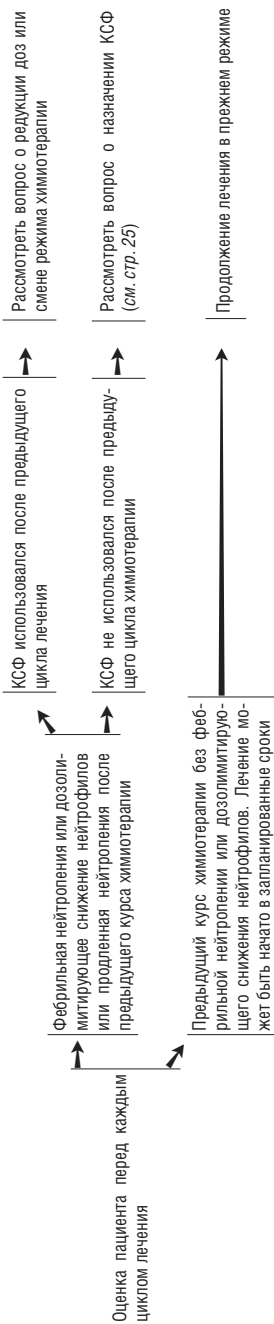 Оценка пациента перед каждым
циклом лечения
Фебрильная нейтропения или дозоли-
митирующее снижение нейтрофилов
или продленная нейтропения после
предыдущего курса химиотерапии
КСФ использовался после предыдущего
цикла лечения
Рассмотреть вопрос о редукции доз или
смене режима химиотерапии
КСФ не использовался после предыду-
щего цикла химиотерапии
Рассмотреть вопрос о назначении КСФ
(см. стр. 25)
Предыдущий курс химиотерапии без феб-
рильной нейтропении или дозолимитирую-
щего снижения нейтрофилов. Лечение мо-
жет быть начато в запланированные сроки
Продолжение лечения в прежнем режиме